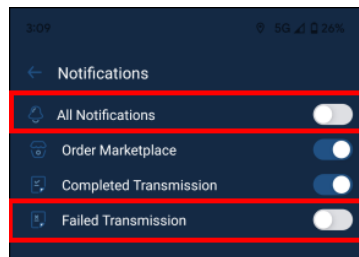 3:09 5G 26%
Notifications
All Notifications
Order Marketplace
Completed Transmission
Failed Transmission